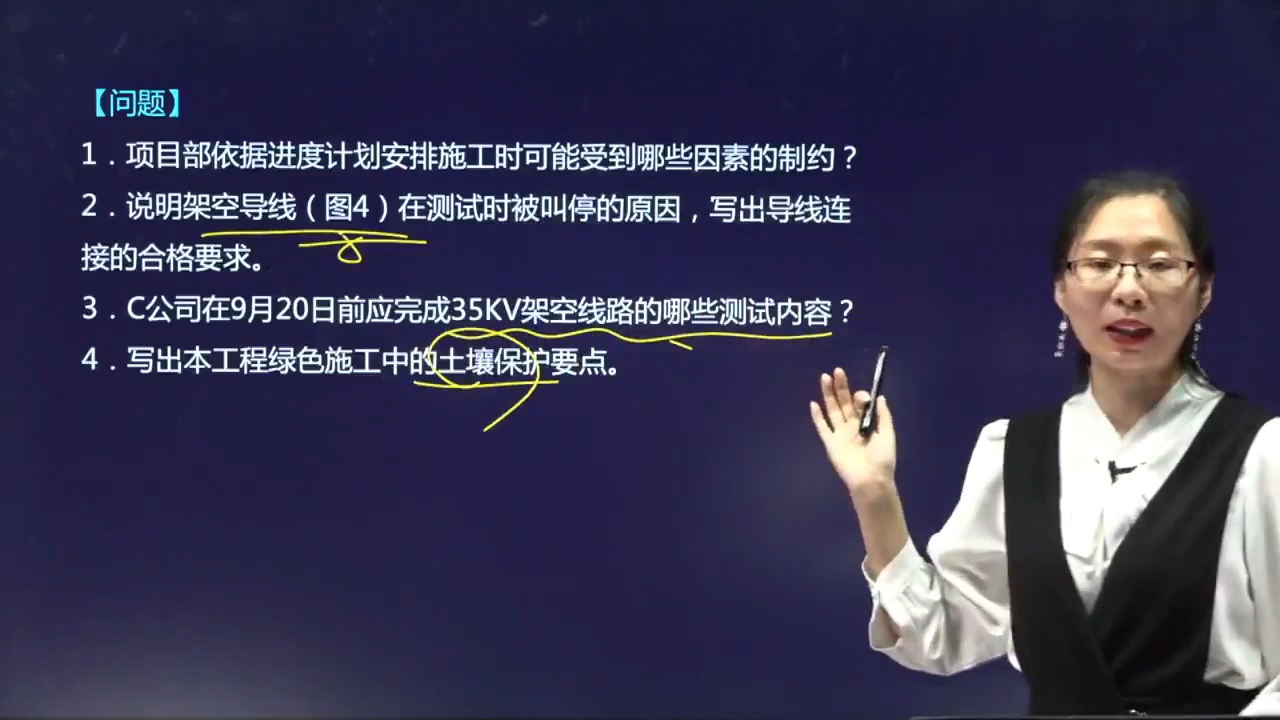 【问题】
1．项目部依据进度计划安排施工时可能受到哪些因素的制约？
2．说明架空导线（图4）在测试时被叫停的原因，写出导线连
接的合格要求。
3．C公司在9月20日前应完成35KV架空线路的哪些测试内容？
4．写出本工程绿色施工中的土壤保护要点。